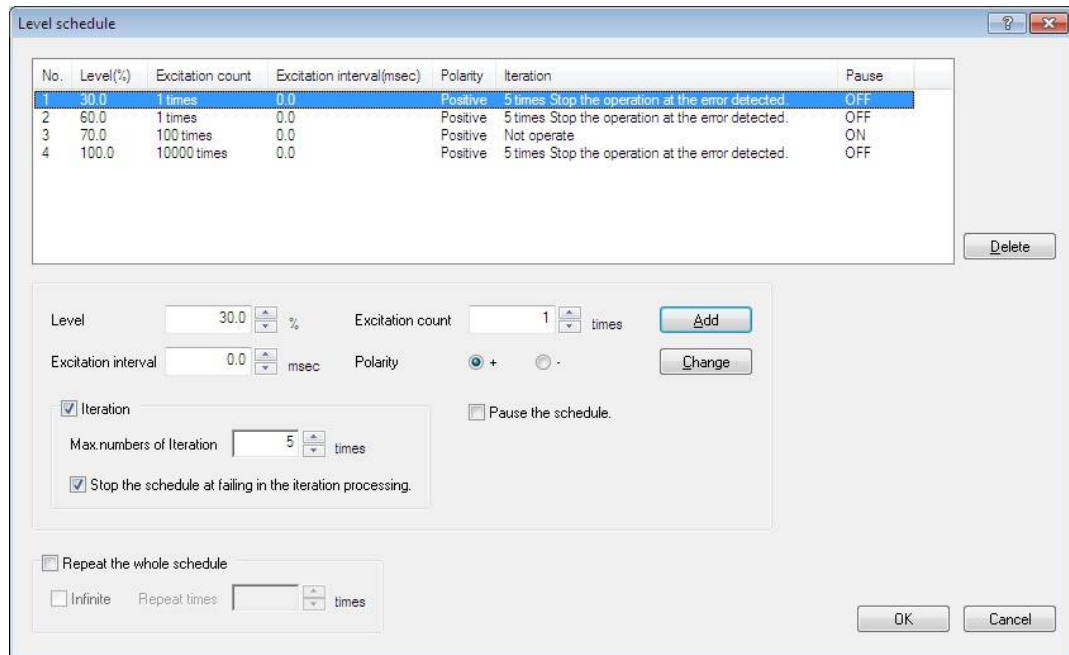 Level schedule
No. Level(%) Excitation count Excitation interval(msec) Polarity Iteration Pause
1 30.0 1 times 0.0 Positive 5 times Stop the operation at the error detected. OFF
2 60.0 1 times 0.0 Positive 5 times Stop the operation at the error detected. OFF
3 70.0 100 times 0.0 Positive Not operate ON
4 100.0 10000 times 0.0 Positive 5 times Stop the operation at the error detected. OFF
Delete
Level 30.0 % Excitation count 1 times Add
Excitation interval 0.0 msec Polarity + - Change
Iteration Pause the schedule.
Max.numbers of Iteration 5 times
Stop the schedule at failing in the iteration processing.
Repeat the whole schedule
Infinite Repeat times times
OK Cancel